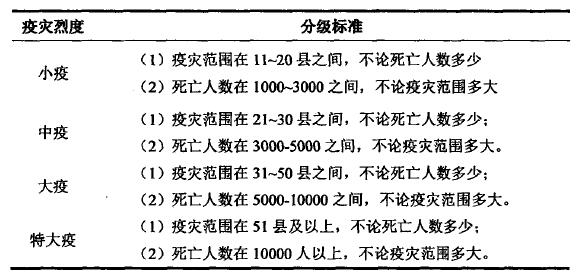 疫灾烈度 分级标准
小疫
（1）疫灾范围在 11~20 县之间，不论死亡人数多少
（2）死亡人数在 1000~3000 之间，不论疫灾范围多大
中疫
（1）疫灾范围在 21~30 县之间，不论死亡人数多少；
（2）死亡人数在 3000-5000 之间，不论疫灾范围多大。
大疫
（1）疫灾范围在 31~50 县之间，不论死亡人数多少；
（2）死亡人数在 5000-10000 之间，不论疫灾范围多大。
特大疫
（1）疫灾范围在 51 县及以上，不论死亡人数多少；
（2）死亡人数在 10000 人以上，不论疫灾范围多大。